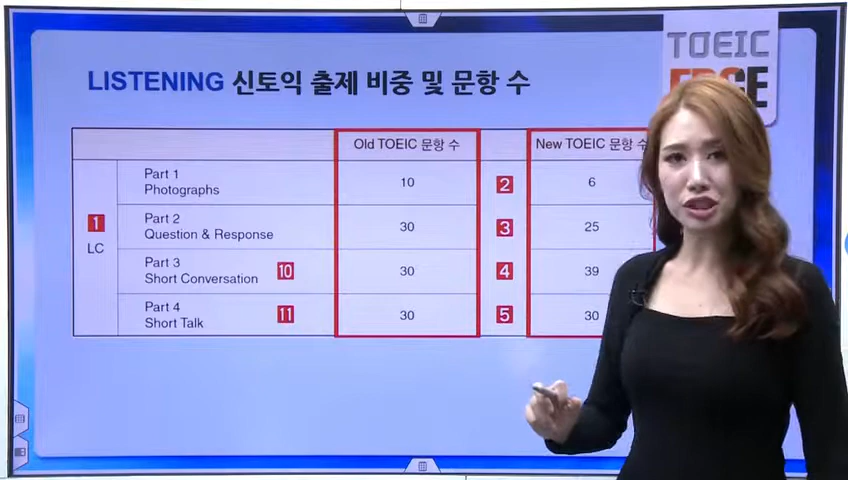 TOEIC
EDGE
LISTENING 신토익 출제 비중 및 문항 수
Old TOEIC 문항 수
New TOEIC 문항 수
1
LC
Part 1
Photographs
10
2
6
Part 2
Question & Response
30
3
25
Part 3
Short Conversation
10
30
4
39
Part 4
Short Talk
11
30
5
30